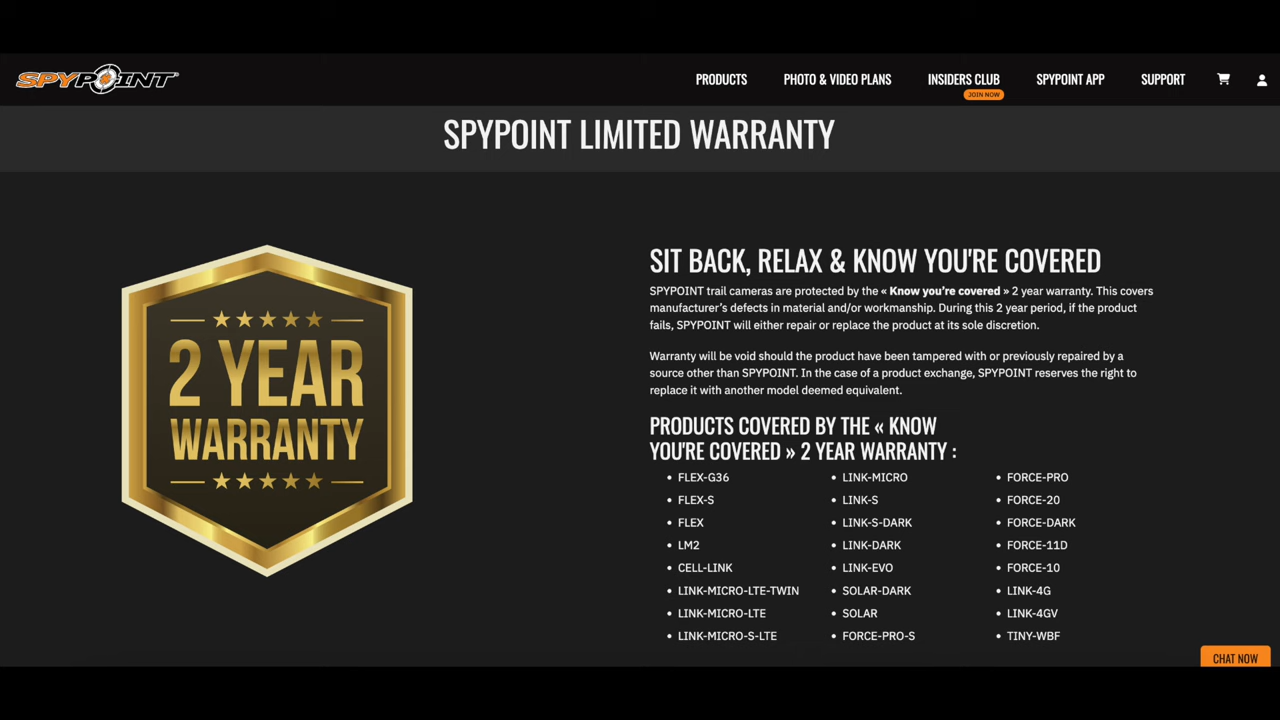 SPYPOINT
PRODUCTS
PHOTO & VIDEO PLANS
INSIDERS CLUB
JOIN NOW
SPYPOINT APP
SUPPORT
SPYPOINT LIMITED WARRANTY
2 YEAR
WARRANTY
SIT BACK, RELAX & KNOW YOU'RE COVERED
SPYPOINT trail cameras are protected by the « Know you’re covered » 2 year warranty. This covers
manufacturer’s defects in material and/or workmanship. During this 2 year period, if the product
fails, SPYPOINT will either repair or replace the product at its sole discretion.
Warranty will be void should the product have been tampered with or previously repaired by a
source other than SPYPOINT. In the case of a product exchange, SPYPOINT reserves the right to
replace it with another model deemed equivalent.
PRODUCTS COVERED BY THE « KNOW
YOU'RE COVERED » 2 YEAR WARRANTY :
• FLEX-G36
• FLEX-S
• FLEX
• LM2
• CELL-LINK
• LINK-MICRO-LTE-TWIN
• LINK-MICRO-LTE
• LINK-MICRO-S-LTE
• LINK-MICRO
• LINK-S
• LINK-S-DARK
• LINK-DARK
• LINK-EVO
• SOLAR-DARK
• SOLAR
• FORCE-PRO-S
• FORCE-PRO
• FORCE-20
• FORCE-DARK
• FORCE-11D
• FORCE-10
• LINK-4G
• LINK-4GV
• TINY-WBF
CHAT NOW